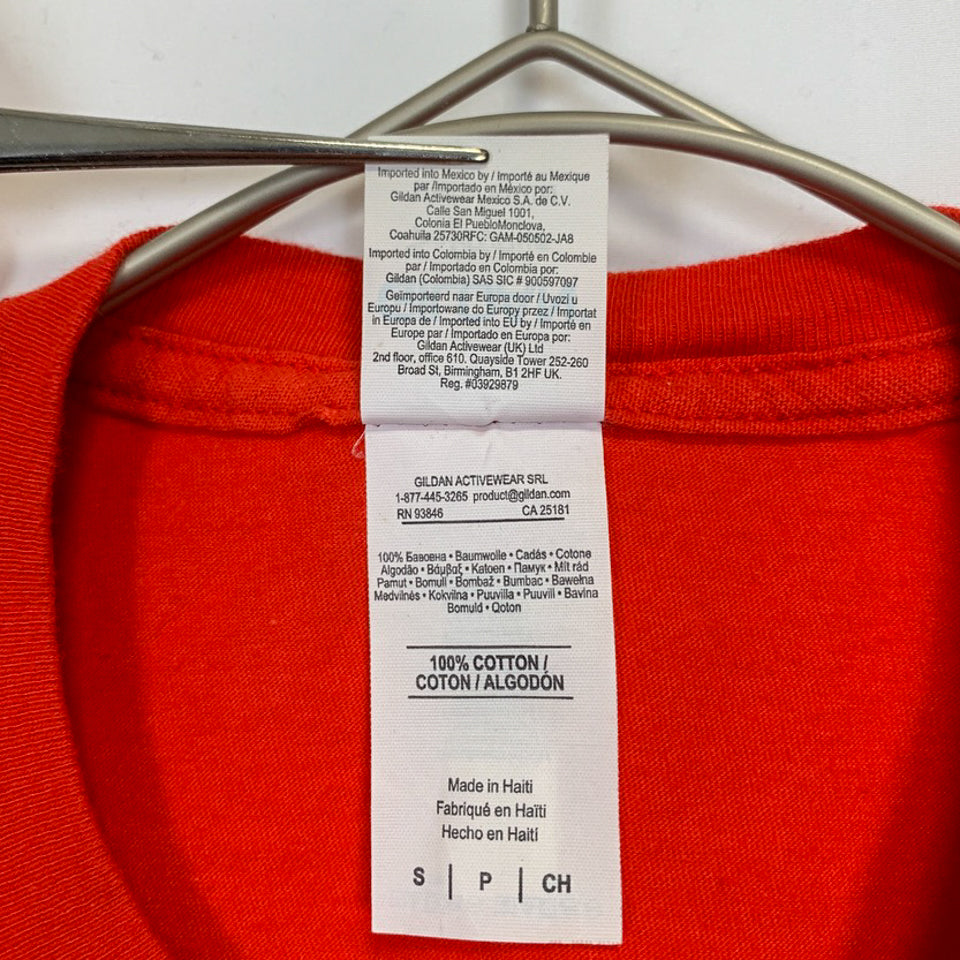 Imported into Mexico by / Importé au Mexique
par /Importado en México por:
Gildan Activewear Mexico S.A. de C.V.
Calle San Miguel 1001,
Colonia El PuebloMonclova,
Coahuila 25730RFC: GAM-050502-JA8
Imported into Colombia by / Importé en Colombie
par / Importado en Colombia por:
Gildan (Colombia) SAS SIC # 900597097
Geïmporteerd naar Europa door / Uvozi u
Europu / Importowane do Europy przez / Importat
in Europa de / Imported into EU by / Importé en
Europe par / Importado en Europa por:
Gildan Activewear (UK) Ltd
2nd floor, office 610. Quayside Tower 252-260
Broad St, Birmingham, B1 2HF UK.
Reg. #03929879
GILDAN ACTIVEWEAR SRL
1-877-445-3265 product@gildan.com
RN 93846 CA 25181
100% Бавовна • Baumwolle • Cadás • Cotone
Algodão • Βάμβαξ • Katoen • Памук • Mit rád
Pamut • Bomull • Bombaž • Bumbac • Bawełna
Medvilnės • Kokvilna • Puuvilla • Puuvill • Bavlna
Bomuld • Qoton
100% COTTON /
COTON / ALGODÓN
Made in Haiti
Fabriqué en Haïti
Hecho en Haití
S | P | CH